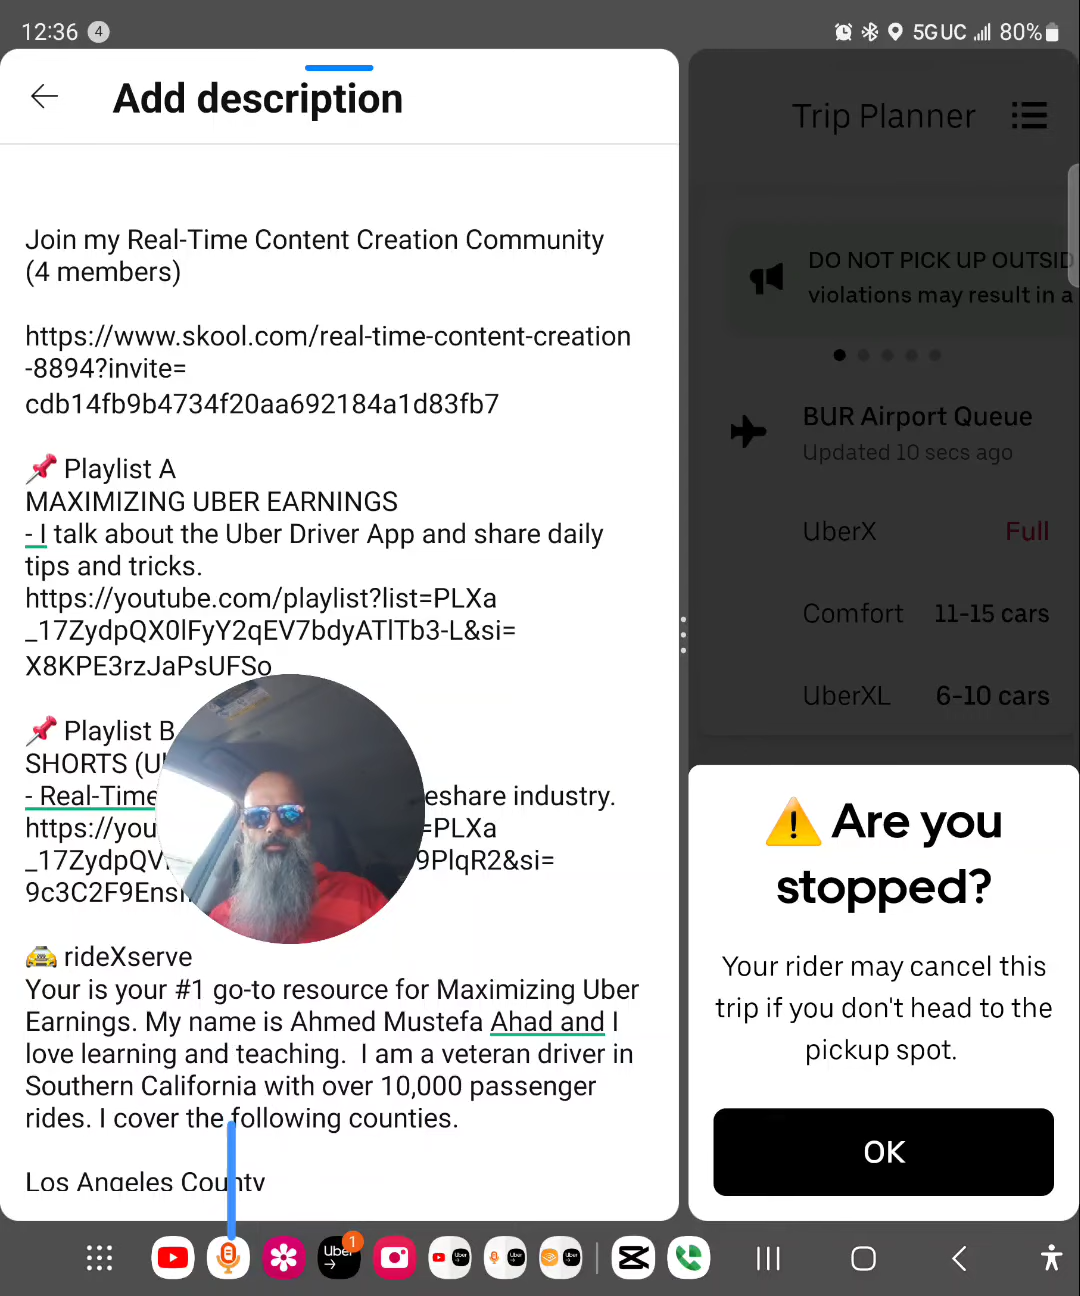 12:36 4
5G UC 80%
Add description
Join my Real-Time Content Creation Community
(4 members)
https://www.skool.com/real-time-content-creation
-8894?invite=
cdb14fb9b4734f20aa692184a1d83fb7
📌 Playlist A
MAXIMIZING UBER EARNINGS
- I talk about the Uber Driver App and share daily
tips and tricks.
https://youtube.com/playlist?list=PLXa
_17ZydpQX0lFyY2qEV7bdyATlTb3-L&si=
X8KPE3rzJaPsUFSo
📌 Playlist B
SHORTS (U
- Real-Time eshare industry.
https://you =PLXa
_17ZydpQV 9PlqR2&si=
9c3C2F9Ens
🚖 rideXserve
Your is your #1 go-to resource for Maximizing Uber
Earnings. My name is Ahmed Mustefa Ahad and I
love learning and teaching.  I am a veteran driver in
Southern California with over 10,000 passenger
rides. I cover the following counties.
Los Angeles County
Trip Planner
DO NOT PICK UP OUTSID
violations may result in a
BUR Airport Queue
Updated 10 secs ago
UberX Full
Comfort 11-15 cars
UberXL 6-10 cars
⚠️ Are you
stopped?
Your rider may cancel this
trip if you don't head to the
pickup spot.
OK
Uber 1